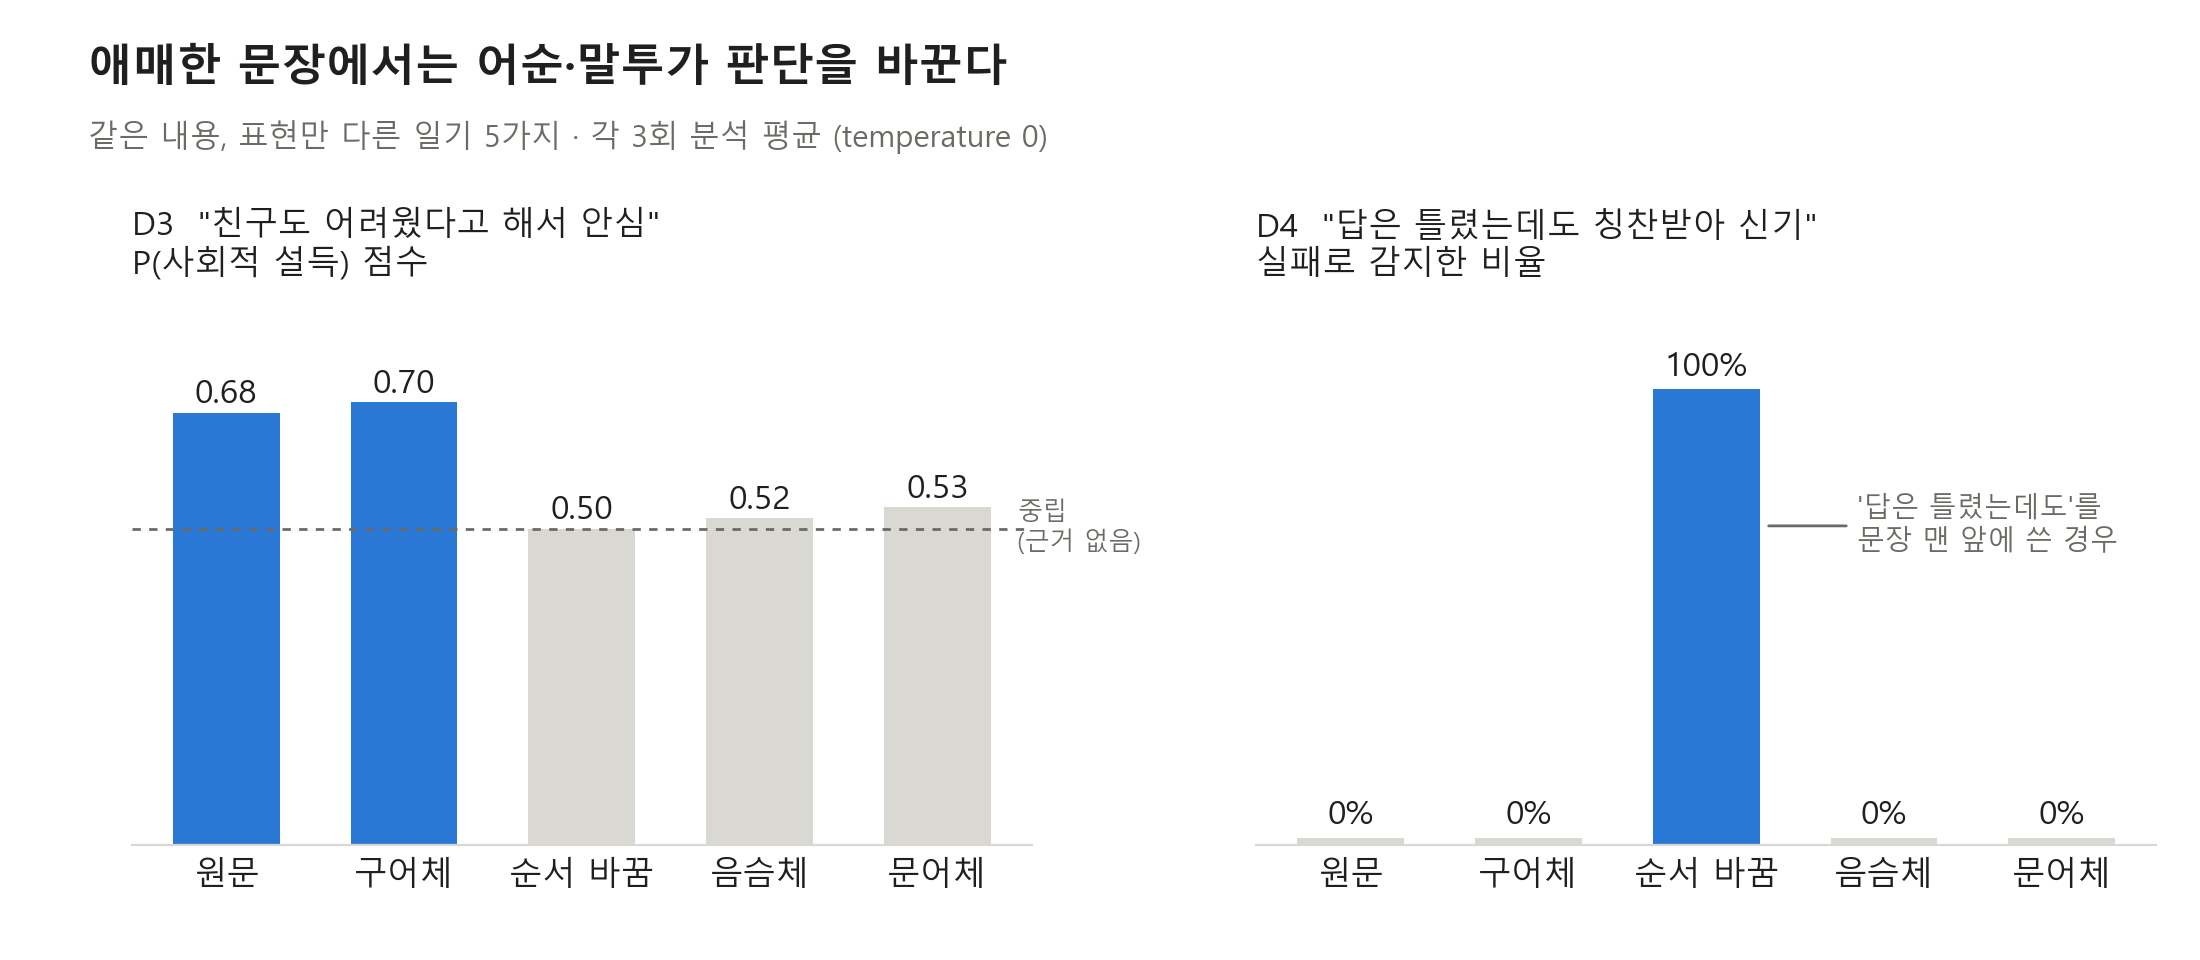 애매한 문장에서는 어순·말투가 판단을 바꾼다
같은 내용, 표현만 다른 일기 5가지 · 각 3회 분석 평균 (temperature 0)
D3 "친구도 어려웠다고 해서 안심"
P(사회적 설득) 점수
0.68
0.70
0.50
0.52
0.53
중립
(근거 없음)
원문
구어체
순서 바꿈
음슴체
문어체
D4 "답은 틀렸는데도 칭찬받아 신기"
실패로 감지한 비율
0%
0%
100%
0%
0%
'답은 틀렸는데도'를
문장 맨 앞에 쓴 경우
원문
구어체
순서 바꿈
음슴체
문어체